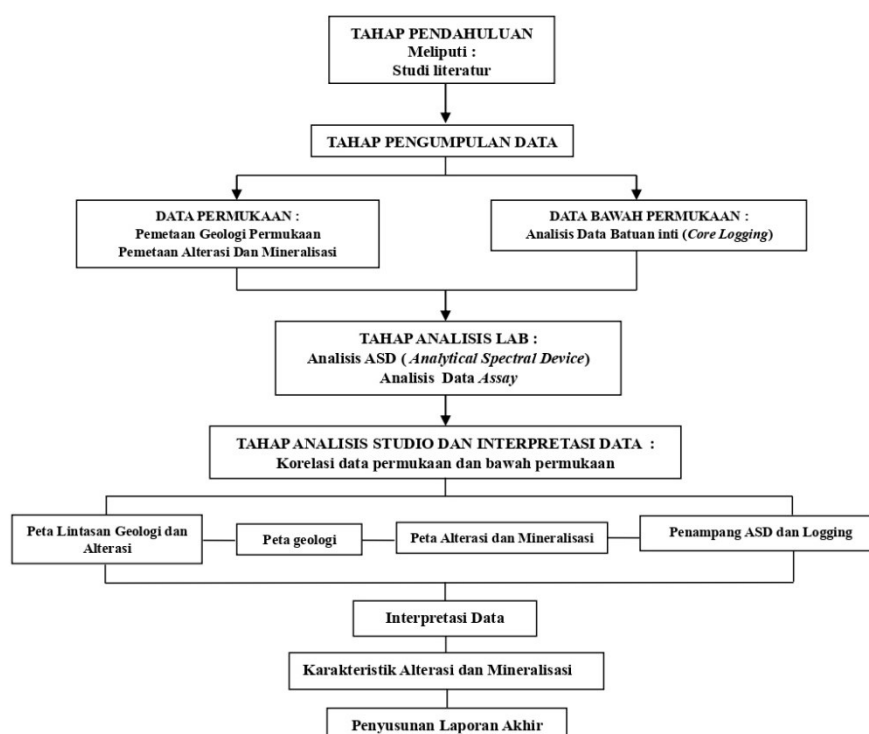 TAHAP PENDAHULUAN
Meliputi :
Studi literatur
TAHAP PENGUMPULAN DATA
DATA PERMUKAAN :
Pemetaan Geologi Permukaan
Pemetaan Alterasi Dan Mineralisasi
DATA BAWAH PERMUKAAN :
Analisis Data Batuan inti (Core Logging)
TAHAP ANALISIS LAB :
Analisis ASD ( Analytical Spectral Device)
Analisis Data Assay
TAHAP ANALISIS STUDIO DAN INTERPRETASI DATA :
Korelasi data permukaan dan bawah permukaan
Peta Lintasan Geologi dan
Alterasi
Peta geologi
Peta Alterasi dan Mineralisasi
Penampang ASD dan Logging
Interpretasi Data
Karakteristik Alterasi dan Mineralisasi
Penyusunan Laporan Akhir